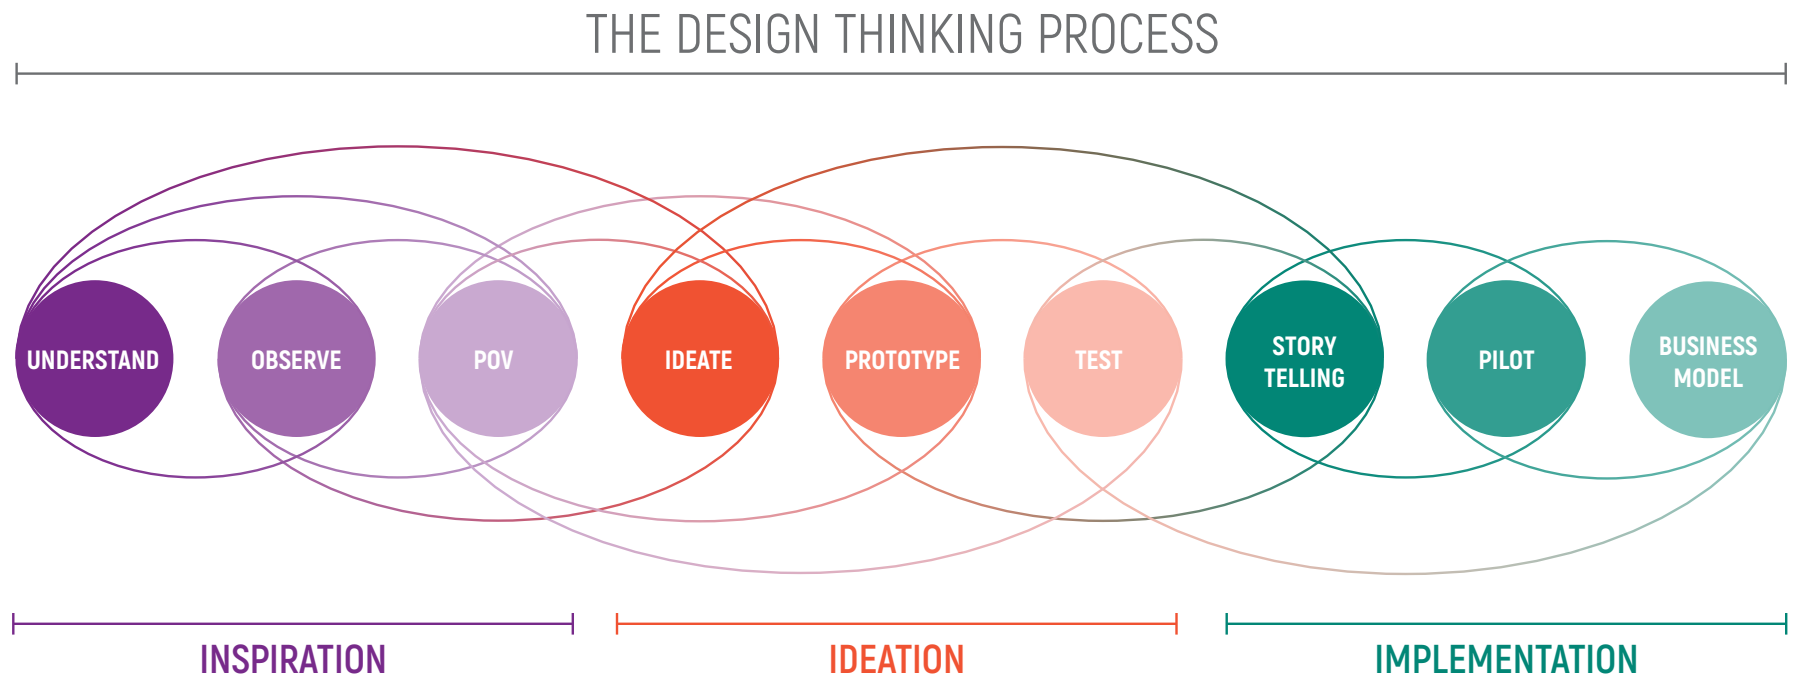 THE DESIGN THINKING PROCESS
UNDERSTAND
OBSERVE
POV
IDEATE
PROTOTYPE
TEST
STORY
TELLING
PILOT
BUSINESS
MODEL
INSPIRATION
IDEATION
IMPLEMENTATION